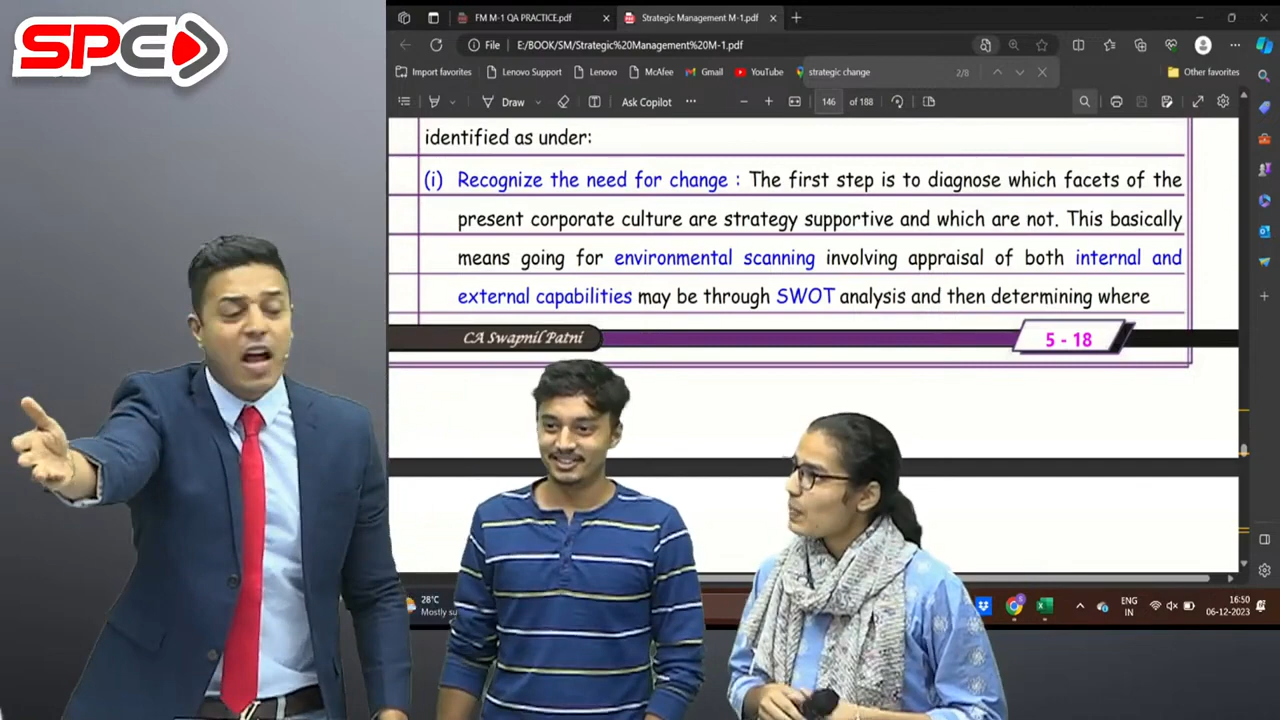 SPC
FM M-1 QA PRACTICE.pdf
Strategic Management M-1.pdf
File
E:/BOOK/SM/Strategic%20Management%20M-1.pdf
Import favorites
Lenovo Support
Lenovo
McAfee
Gmail
YouTube
strategic change
2/8
Other favorites
Draw
Ask Copilot
146
of 188
identified as under:
(i) Recognize the need for change : The first step is to diagnose which facets of the
present corporate culture are strategy supportive and which are not. This basically
means going for environmental scanning involving appraisal of both internal and
external capabilities may be through SWOT analysis and then determining where
CA Swapnil Patni
5 - 18
28°C
Mostly su
ENG
IN
16:50
06-12-2023